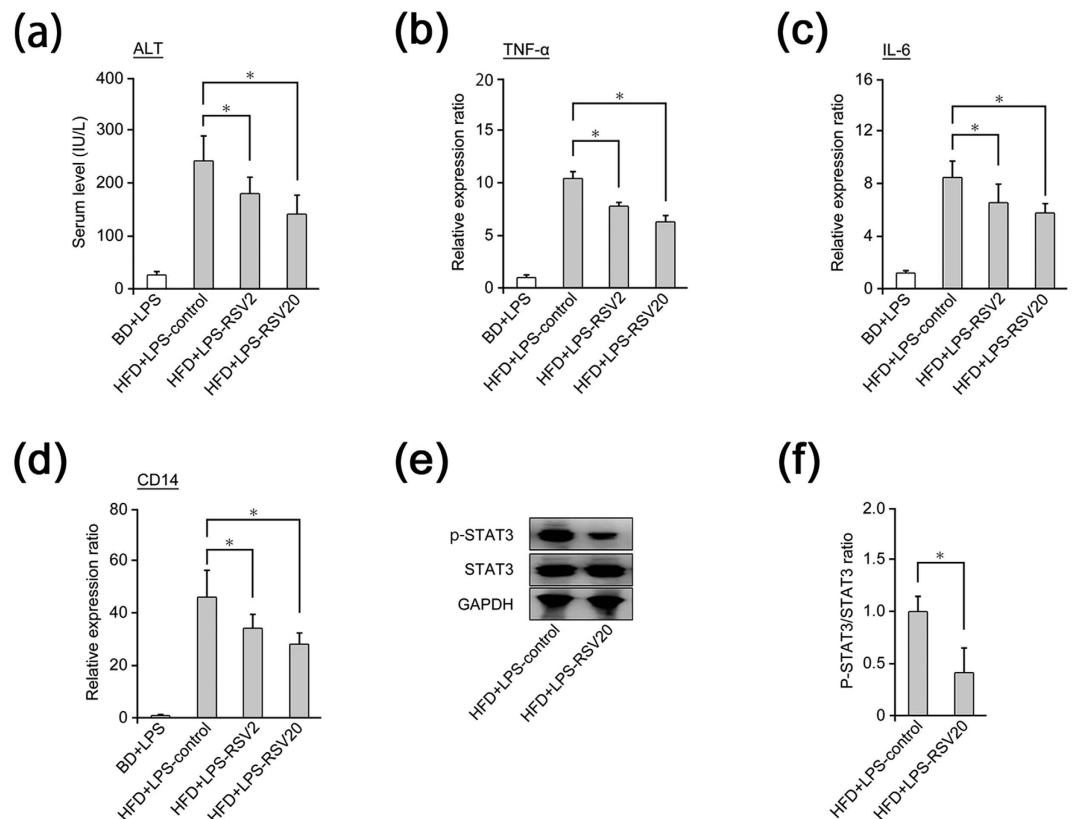 (a)
ALT
Serum level (IU/L)
400
300
200
100
0
*
*
BD+LPS
HFD+LPS-control
HFD+LPS-RSV2
HFD+LPS-RSV20
(b)
TNF-α
Relative expression ratio
20
15
10
5
0
*
*
BD+LPS
HFD+LPS-control
HFD+LPS-RSV2
HFD+LPS-RSV20
(c)
IL-6
Relative expression ratio
16
12
8
4
0
*
*
BD+LPS
HFD+LPS-control
HFD+LPS-RSV2
HFD+LPS-RSV20
(d)
CD14
Relative expression ratio
80
60
40
20
0
*
*
BD+LPS
HFD+LPS-control
HFD+LPS-RSV2
HFD+LPS-RSV20
(e)
p-STAT3
STAT3
GAPDH
HFD+LPS-control
HFD+LPS-RSV20
(f)
P-STAT3/STAT3 ratio
2.0
1.5
1.0
0.5
0
*
HFD+LPS-control
HFD+LPS-RSV20